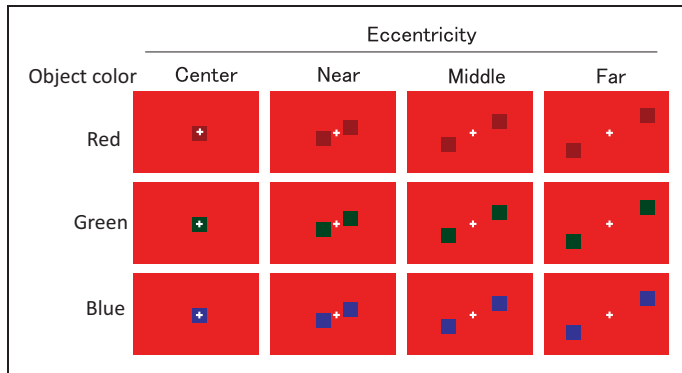 Eccentricity
Object color Center Near Middle Far
Red
Green
Blue